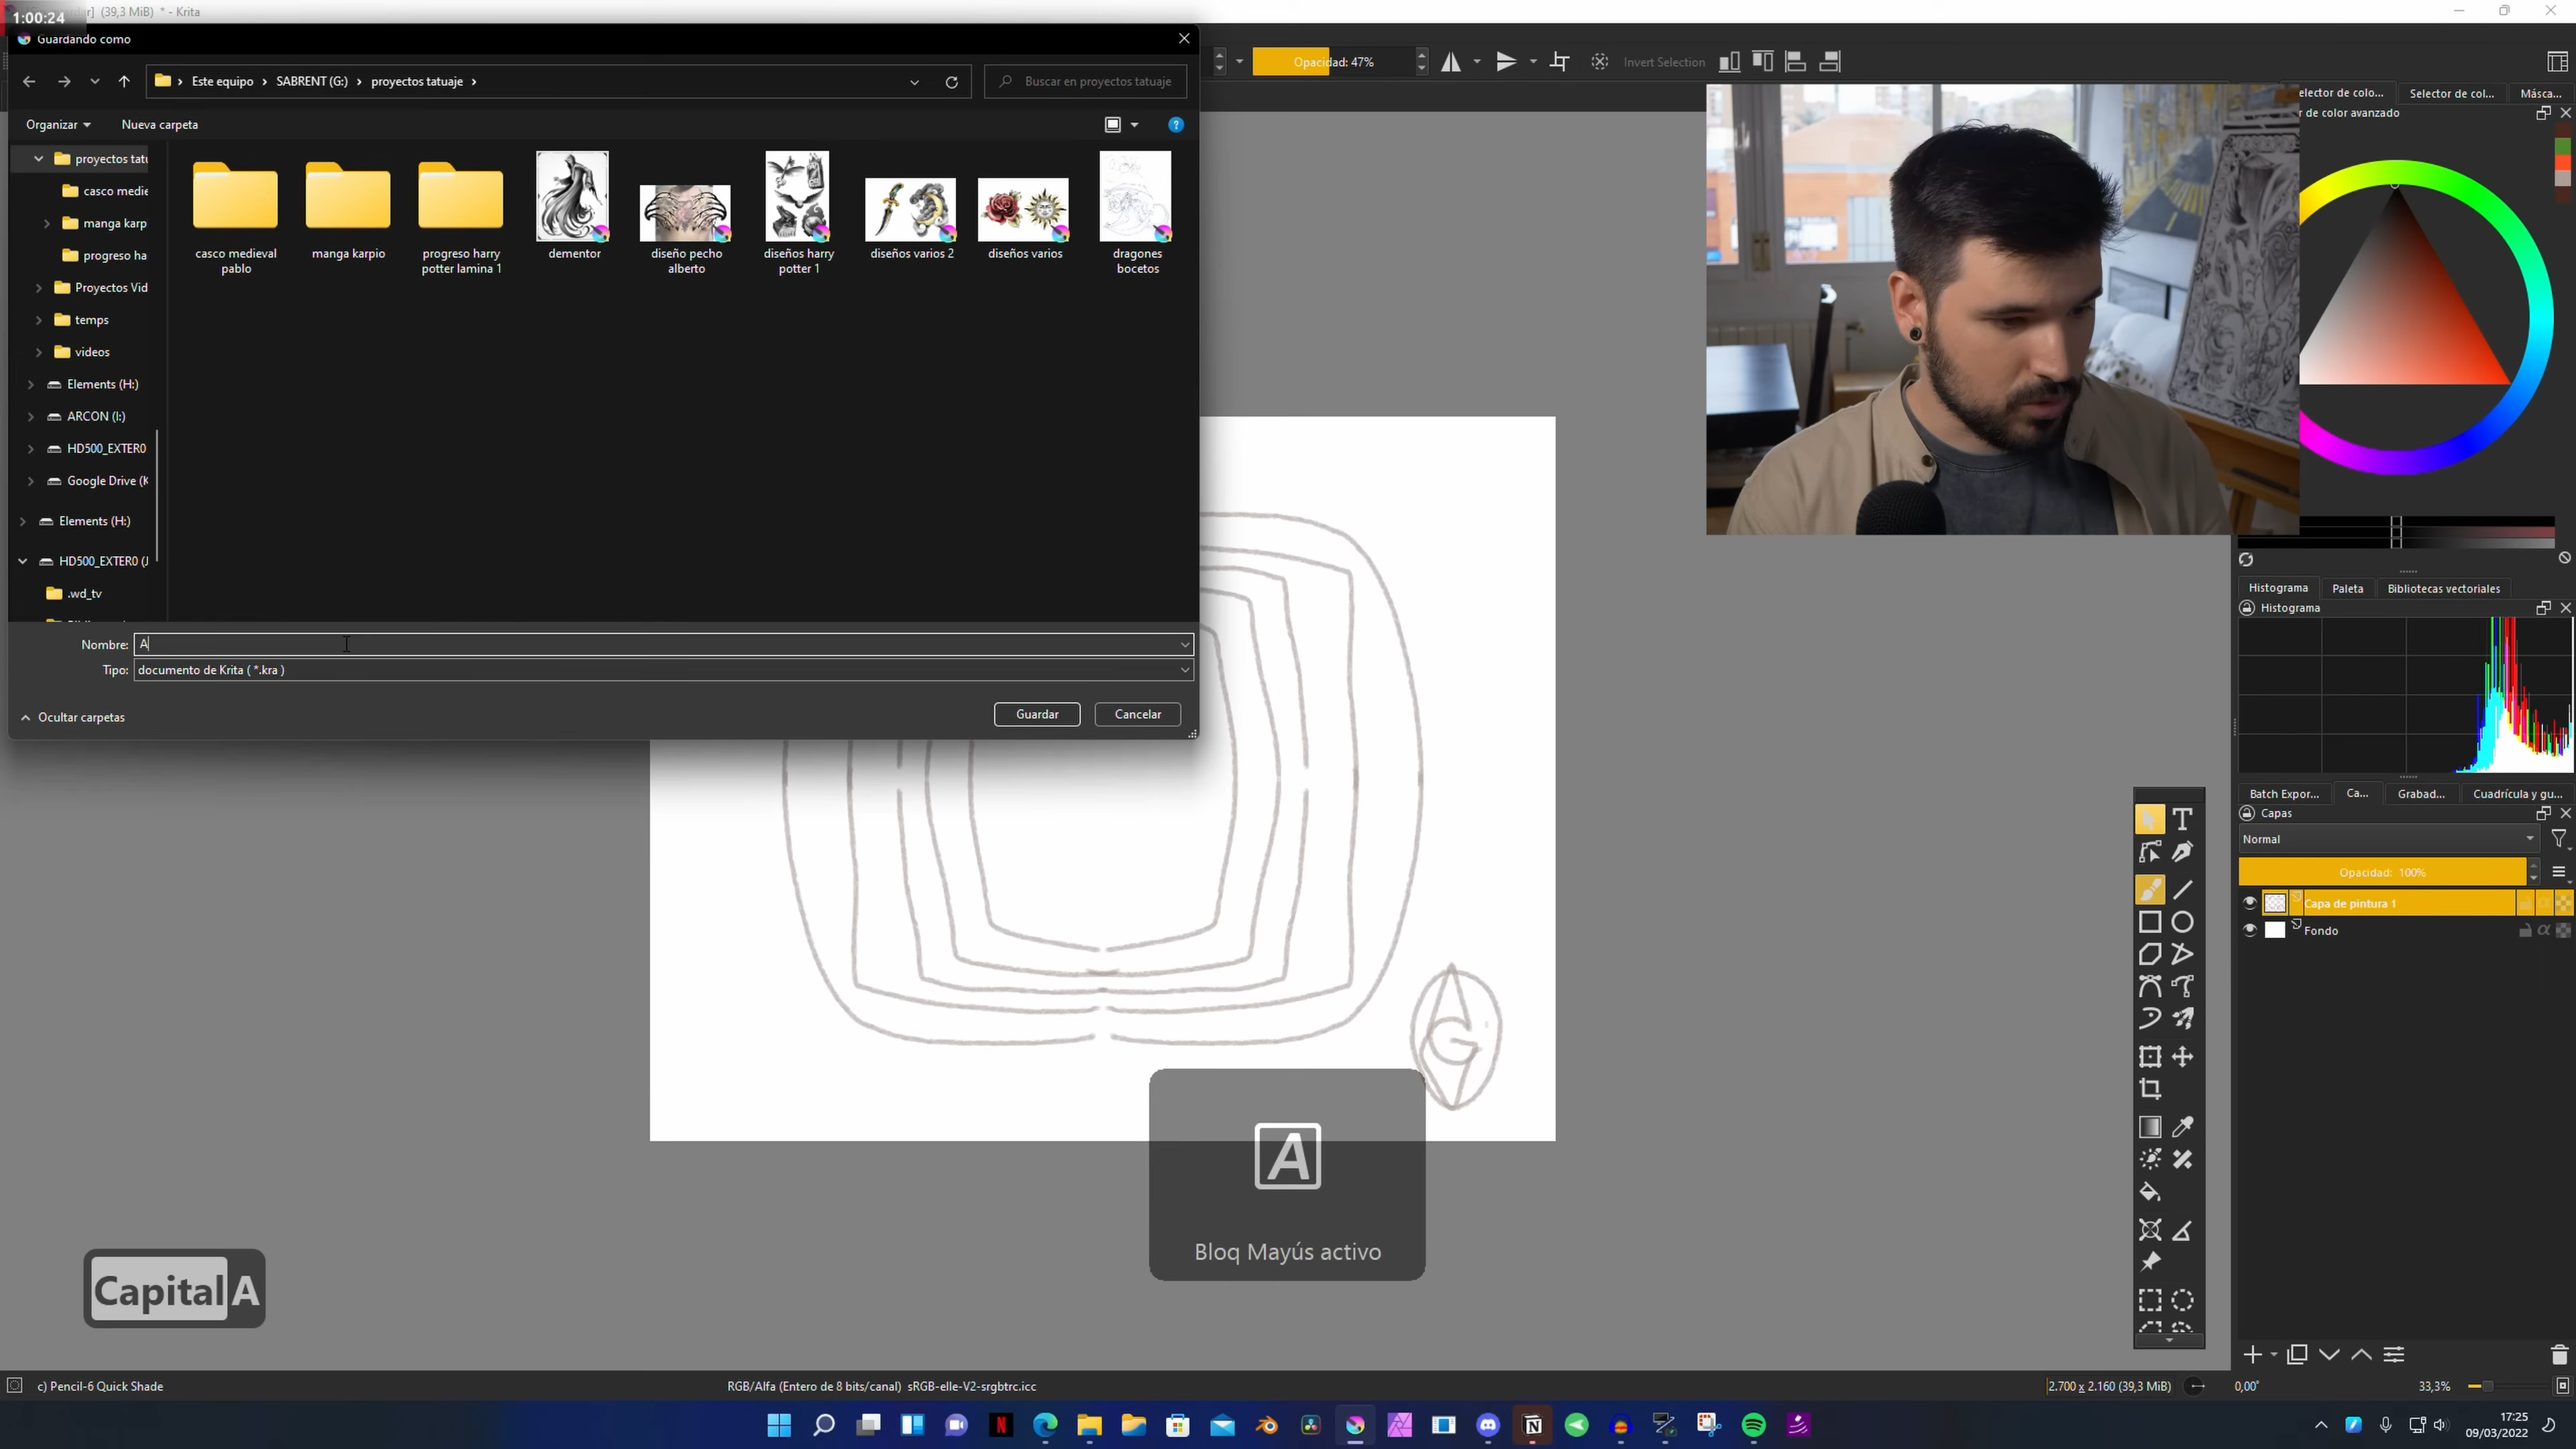 1:00:24
(39,3 MiB) * - Krita
Guardando como
Este equipo > SABRENT (G:) > proyectos tatuaje >
Buscar en proyectos tatuaje
Organizar
Nueva carpeta
proyectos tatu
casco medie
manga karp
progreso ha
Proyectos Vid
temps
videos
Elements (H:)
ARCON (I:)
HD500_EXTER0
Google Drive (K
Elements (H:)
HD500_EXTER0 (J
.wd_tv
casco medieval
pablo
manga karpio
progreso harry
potter lamina 1
dementor
diseño pecho
alberto
diseños harry
potter 1
diseños varios 2
diseños varios
dragones
bocetos
Nombre: A
Tipo: documento de Krita ( *.kra )
Ocultar carpetas
Guardar
Cancelar
Opacidad: 47%
Invert Selection
elector de colo...
Selector de col...
Másca...
r de color avanzado
Histograma
Paleta
Bibliotecas vectoriales
Histograma
Batch Expor...
Ca...
Grabad...
Cuadrícula y gu...
Capas
Normal
Opacidad: 100%
Capa de pintura 1
Fondo
G
A
Bloq Mayús activo
Capital A
c) Pencil-6 Quick Shade
RGB/Alfa (Entero de 8 bits/canal) sRGB-elle-V2-srgbtrc.icc
2.700 x 2.160 (39,3 MiB)
0,00°
33,3%
17:25
09/03/2022